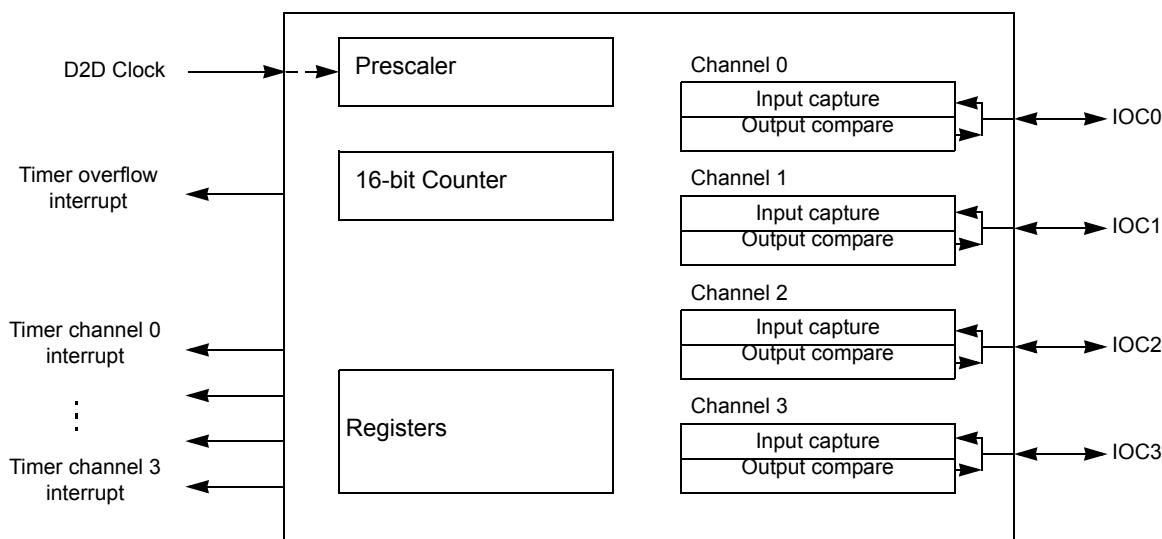 D2D Clock
Timer overflow
interrupt
Timer channel 0
interrupt
Timer channel 3
interrupt
Prescaler
16-bit Counter
Registers
Channel 0
Input capture
Output compare
Channel 1
Input capture
Output compare
Channel 2
Input capture
Output compare
Channel 3
Input capture
Output compare
IOC0
IOC1
IOC2
IOC3